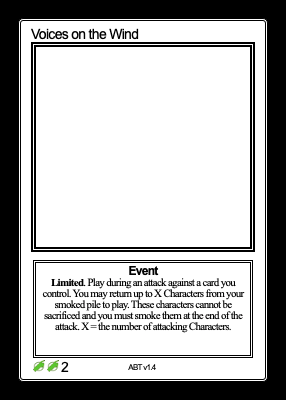 Voices on the Wind
Event
Limited. Play during an attack against a card you
control. You may return up to X Characters from your
smoked pile to play. These characters cannot be
sacrificed and you must smoke them at the end of the
attack. X = the number of attacking Characters.
2
ABT v1.4